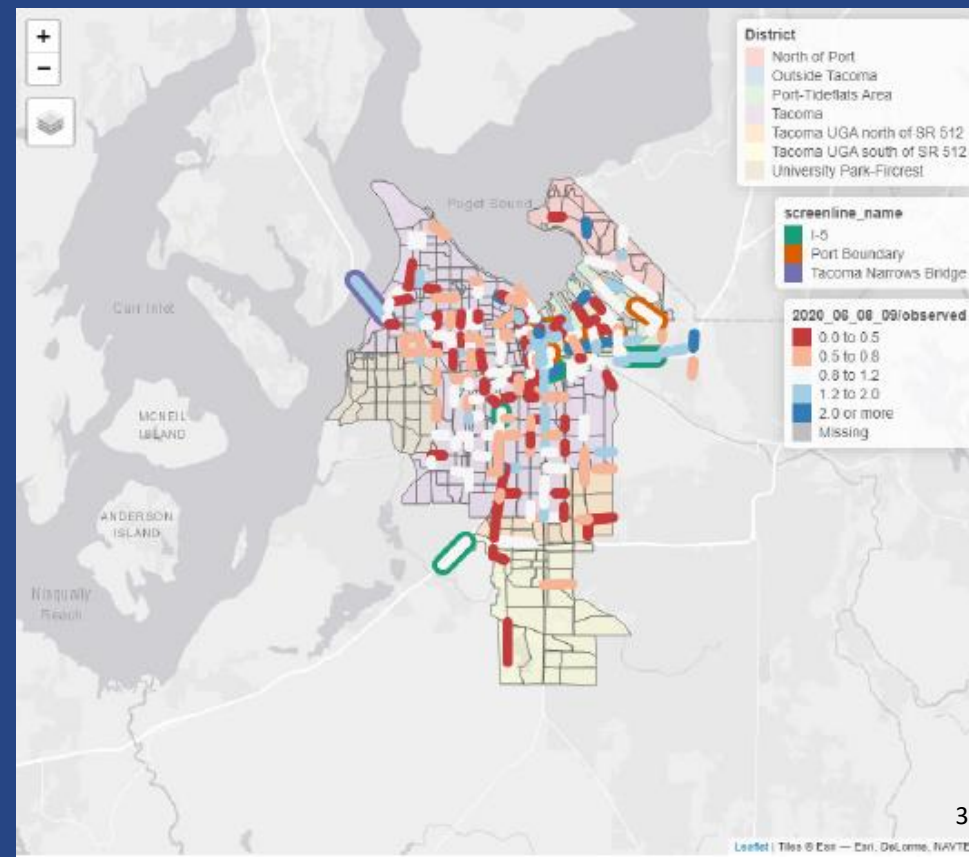 +
−
District
North of Port
Outside Tacoma
Port-Tideflats Area
Tacoma
Tacoma UGA north of SR 512
Tacoma UGA south of SR 512
University Park-Fircrest
Puget Sound
screenline_name
I-5
Port Boundary
Tacoma Narrows Bridge
Carr Inlet
2020_06_08_09/observed
0.0 to 0.5
0.5 to 0.8
0.8 to 1.2
1.2 to 2.0
2.0 or more
Missing
MCNEIL
ISLAND
ANDERSON
ISLAND
Nisqually
Reach
3
Leaflet | Tiles © Esri — Esri, DeLorme, NAVTE